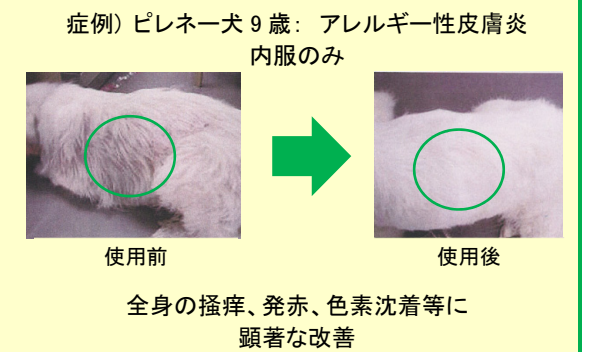 症例）ピレネー犬 9 歳： アレルギー性皮膚炎
内服のみ
使用前
使用後
全身の掻痒、発赤、色素沈着等に
顕著な改善